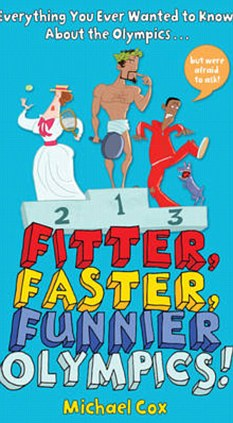 Everything You Ever Wanted to Know
About the Olympics . . .
but were
afraid to
ask!
2 1 3
FITTER,
FASTER,
FUNNIER
OLYMPICS!
Michael Cox